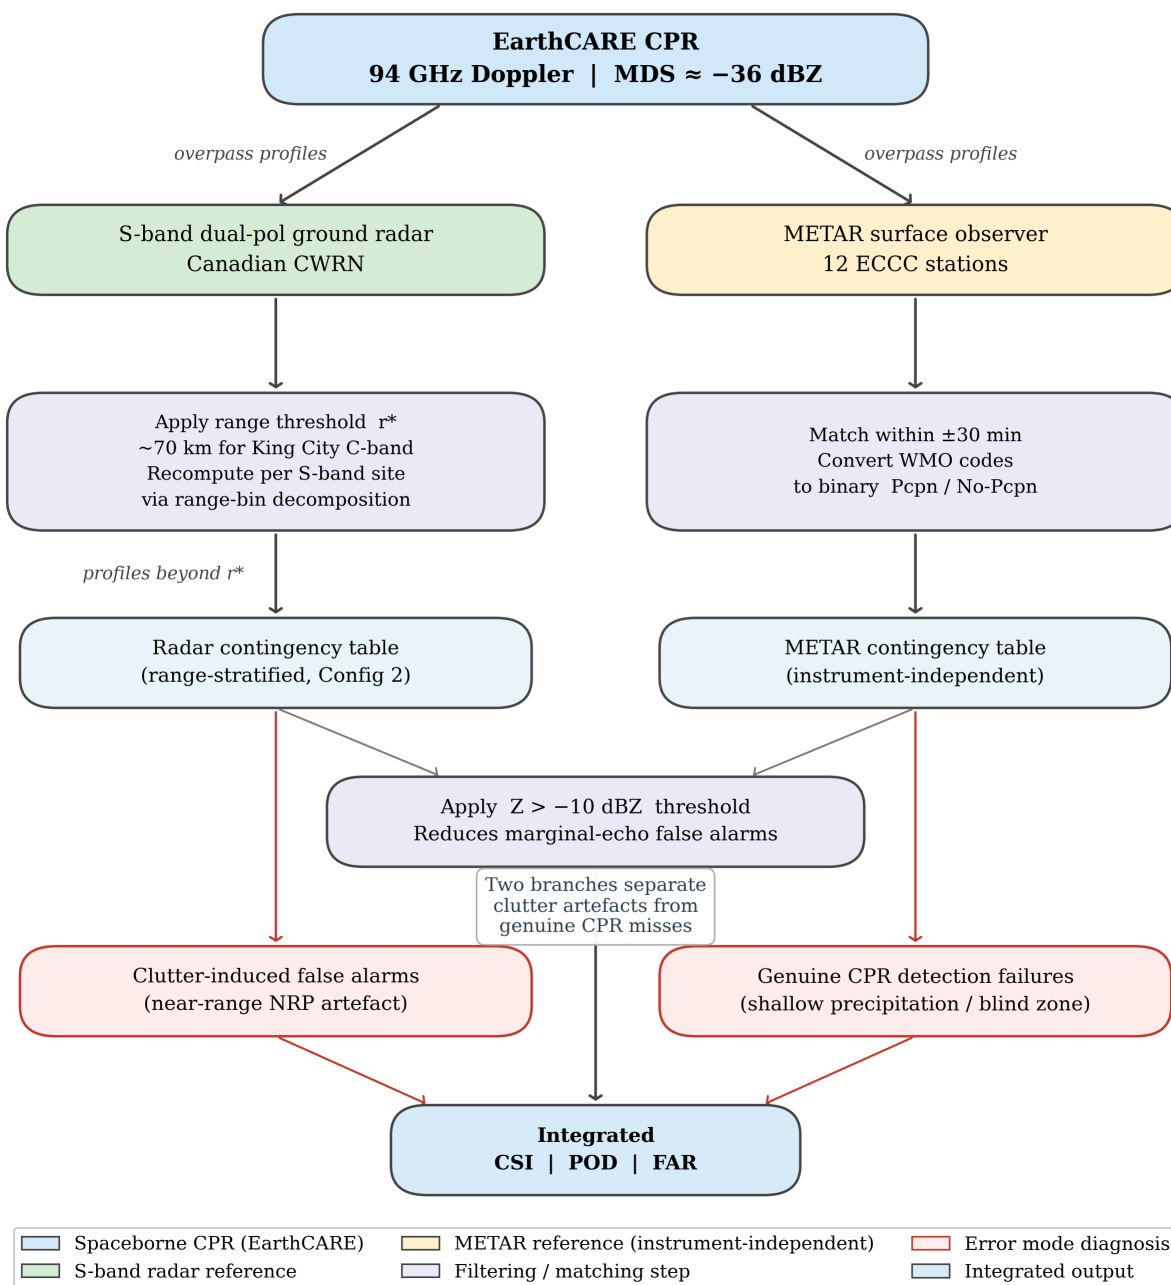 EarthCARE CPR
94 GHz Doppler | MDS ≈ −36 dBZ
overpass profiles
overpass profiles
S-band dual-pol ground radar
Canadian CWRN
METAR surface observer
12 ECCC stations
Apply range threshold r*
~70 km for King City C-band
Recompute per S-band site
via range-bin decomposition
Match within ±30 min
Convert WMO codes
to binary Pcpn / No-Pcpn
profiles beyond r*
Radar contingency table
(range-stratified, Config 2)
METAR contingency table
(instrument-independent)
Apply Z > −10 dBZ threshold
Reduces marginal-echo false alarms
Two branches separate
clutter artefacts from
genuine CPR misses
Clutter-induced false alarms
(near-range NRP artefact)
Genuine CPR detection failures
(shallow precipitation / blind zone)
Integrated
CSI | POD | FAR
Spaceborne CPR (EarthCARE)
S-band radar reference
METAR reference (instrument-independent)
Filtering / matching step
Error mode diagnosis
Integrated output